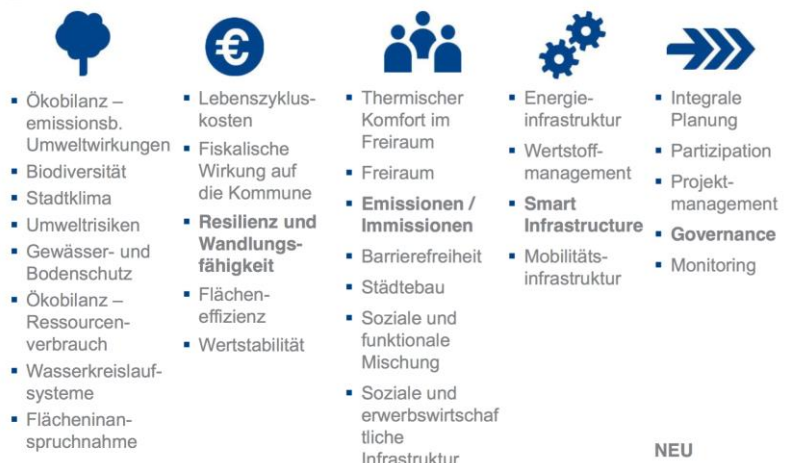 €
Ökobilanz –
emissionsb.
Umweltwirkungen
Biodiversität
Stadtklima
Umweltrisiken
Gewässer- und
Bodenschutz
Ökobilanz –
Ressourcen-
verbrauch
Wasserkreislauf-
systeme
Flächeninan-
spruchnahme
Lebenszyklus-
kosten
Fiskalische
Wirkung auf
die Kommune
Resilienz und
Wandlungs-
fähigkeit
Flächen-
effizienz
Wertstabilität
Thermischer
Komfort im
Freiraum
Freiraum
Emissionen /
Immissionen
Barrierefreiheit
Städtebau
Soziale und
funktionale
Mischung
Soziale und
erwerbswirtschaf
tliche
Infrastruktur
Energie-
infrastruktur
Wertstoff-
management
Smart
Infrastructure
Mobilitäts-
infrastruktur
Integrale
Planung
Partizipation
Projekt-
management
Governance
Monitoring
NEU